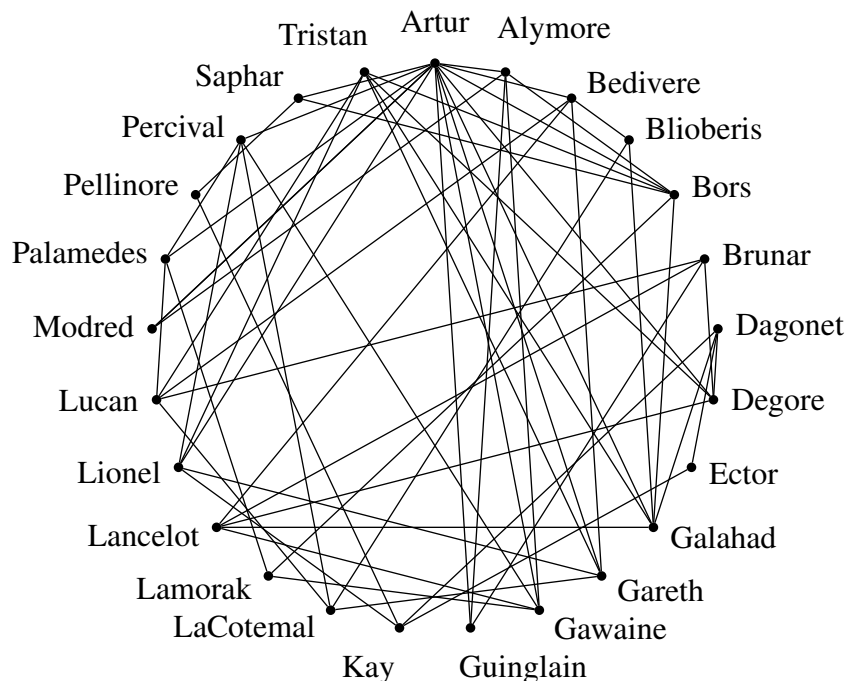 Artur
Alymore
Bedivere
Blioberis
Bors
Brunar
Dagonet
Degore
Ector
Galahad
Gareth
Gawaine
Guinglain
Kay
LaCotemal
Lamorak
Lancelot
Lionel
Lucan
Modred
Palamedes
Pellinore
Percival
Saphar
Tristan